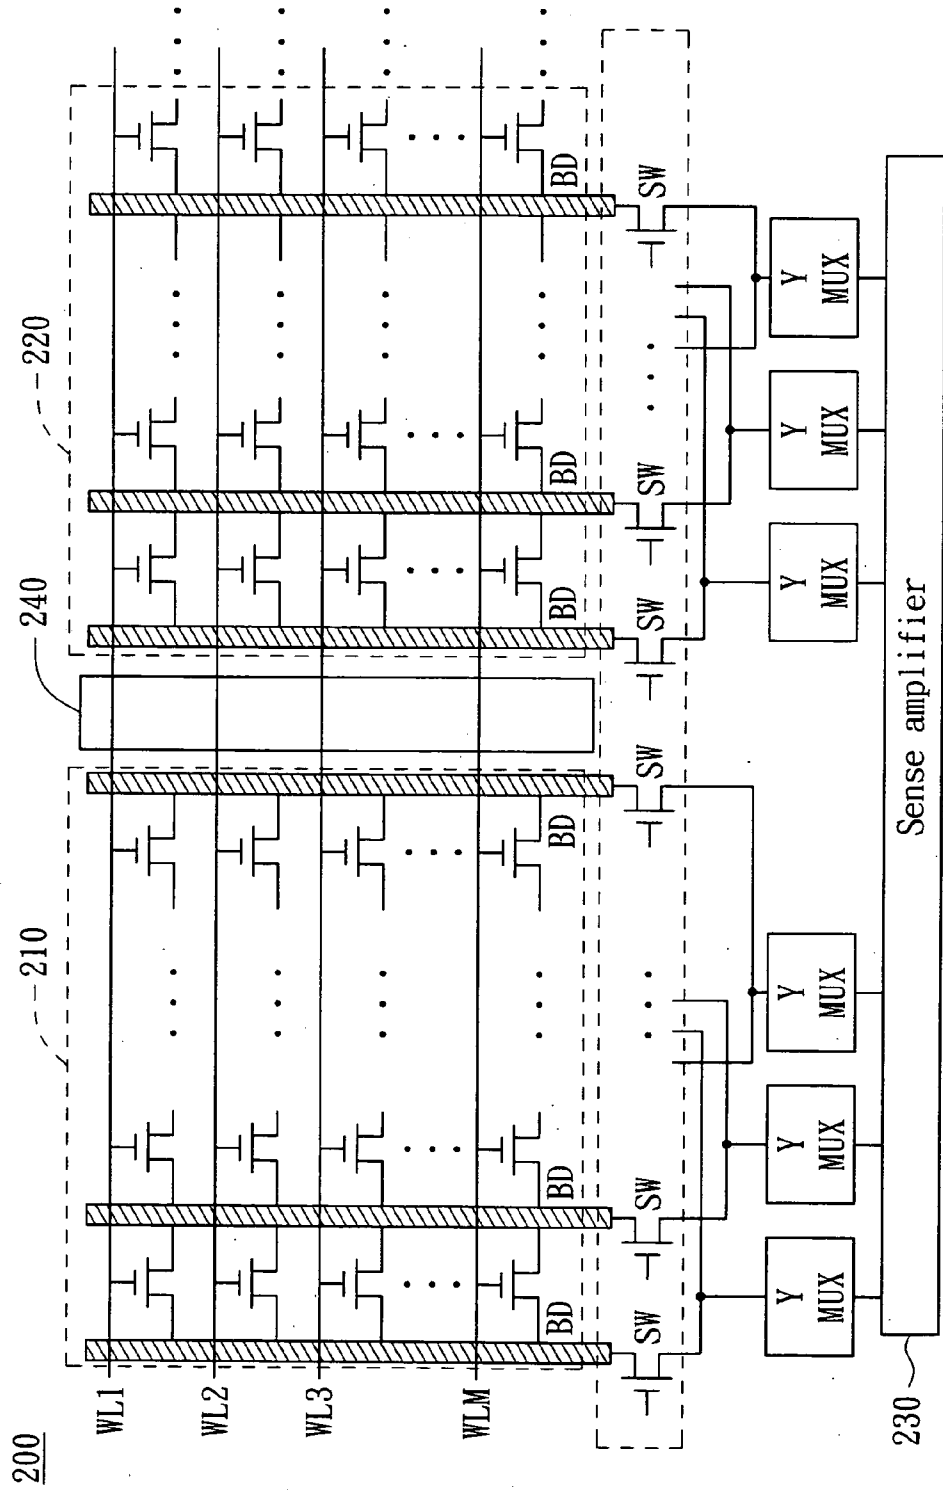 200
210
240
220
WL1
WL2
WL3
WLM
BD
BD
BD
BD
BD
BD
SW
SW
SW
SW
SW
SW
Y MUX
Y MUX
Y MUX
Y MUX
Y MUX
Y MUX
230
Sense amplifier